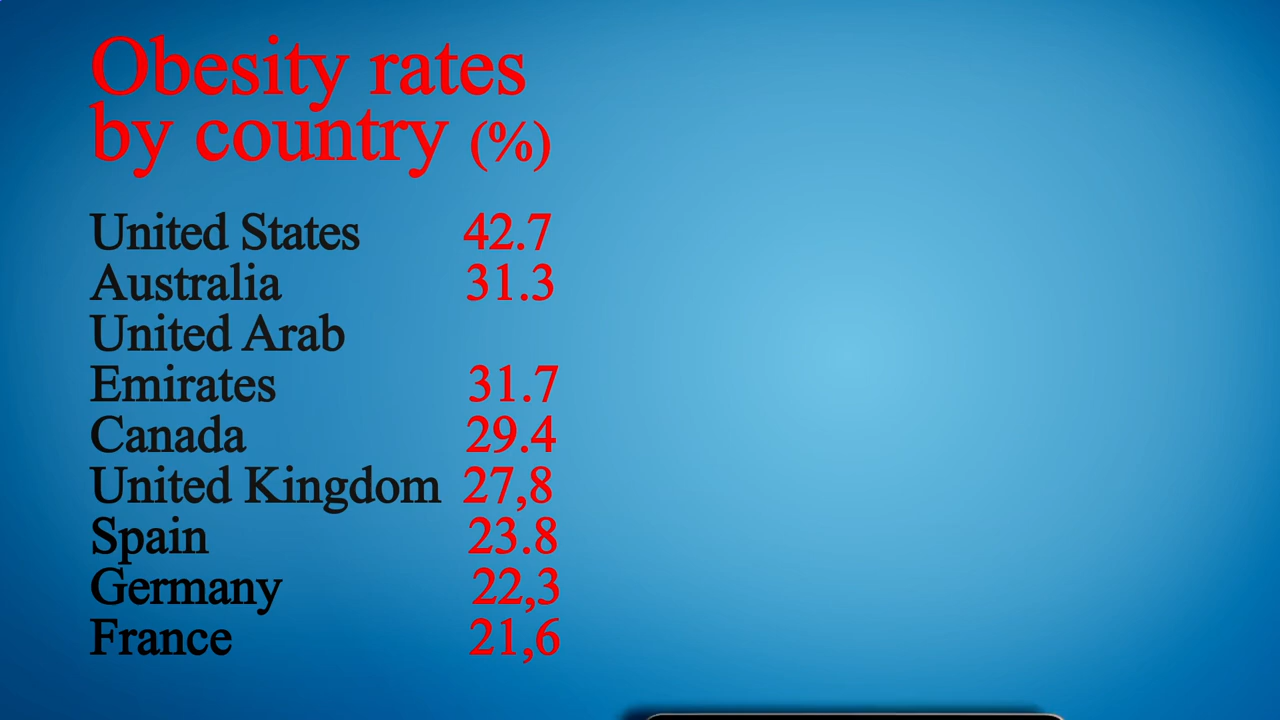 Obesity rates
by country (%)
United States 42.7
Australia 31.3
United Arab
Emirates 31.7
Canada 29.4
United Kingdom 27,8
Spain 23.8
Germany 22,3
France 21,6